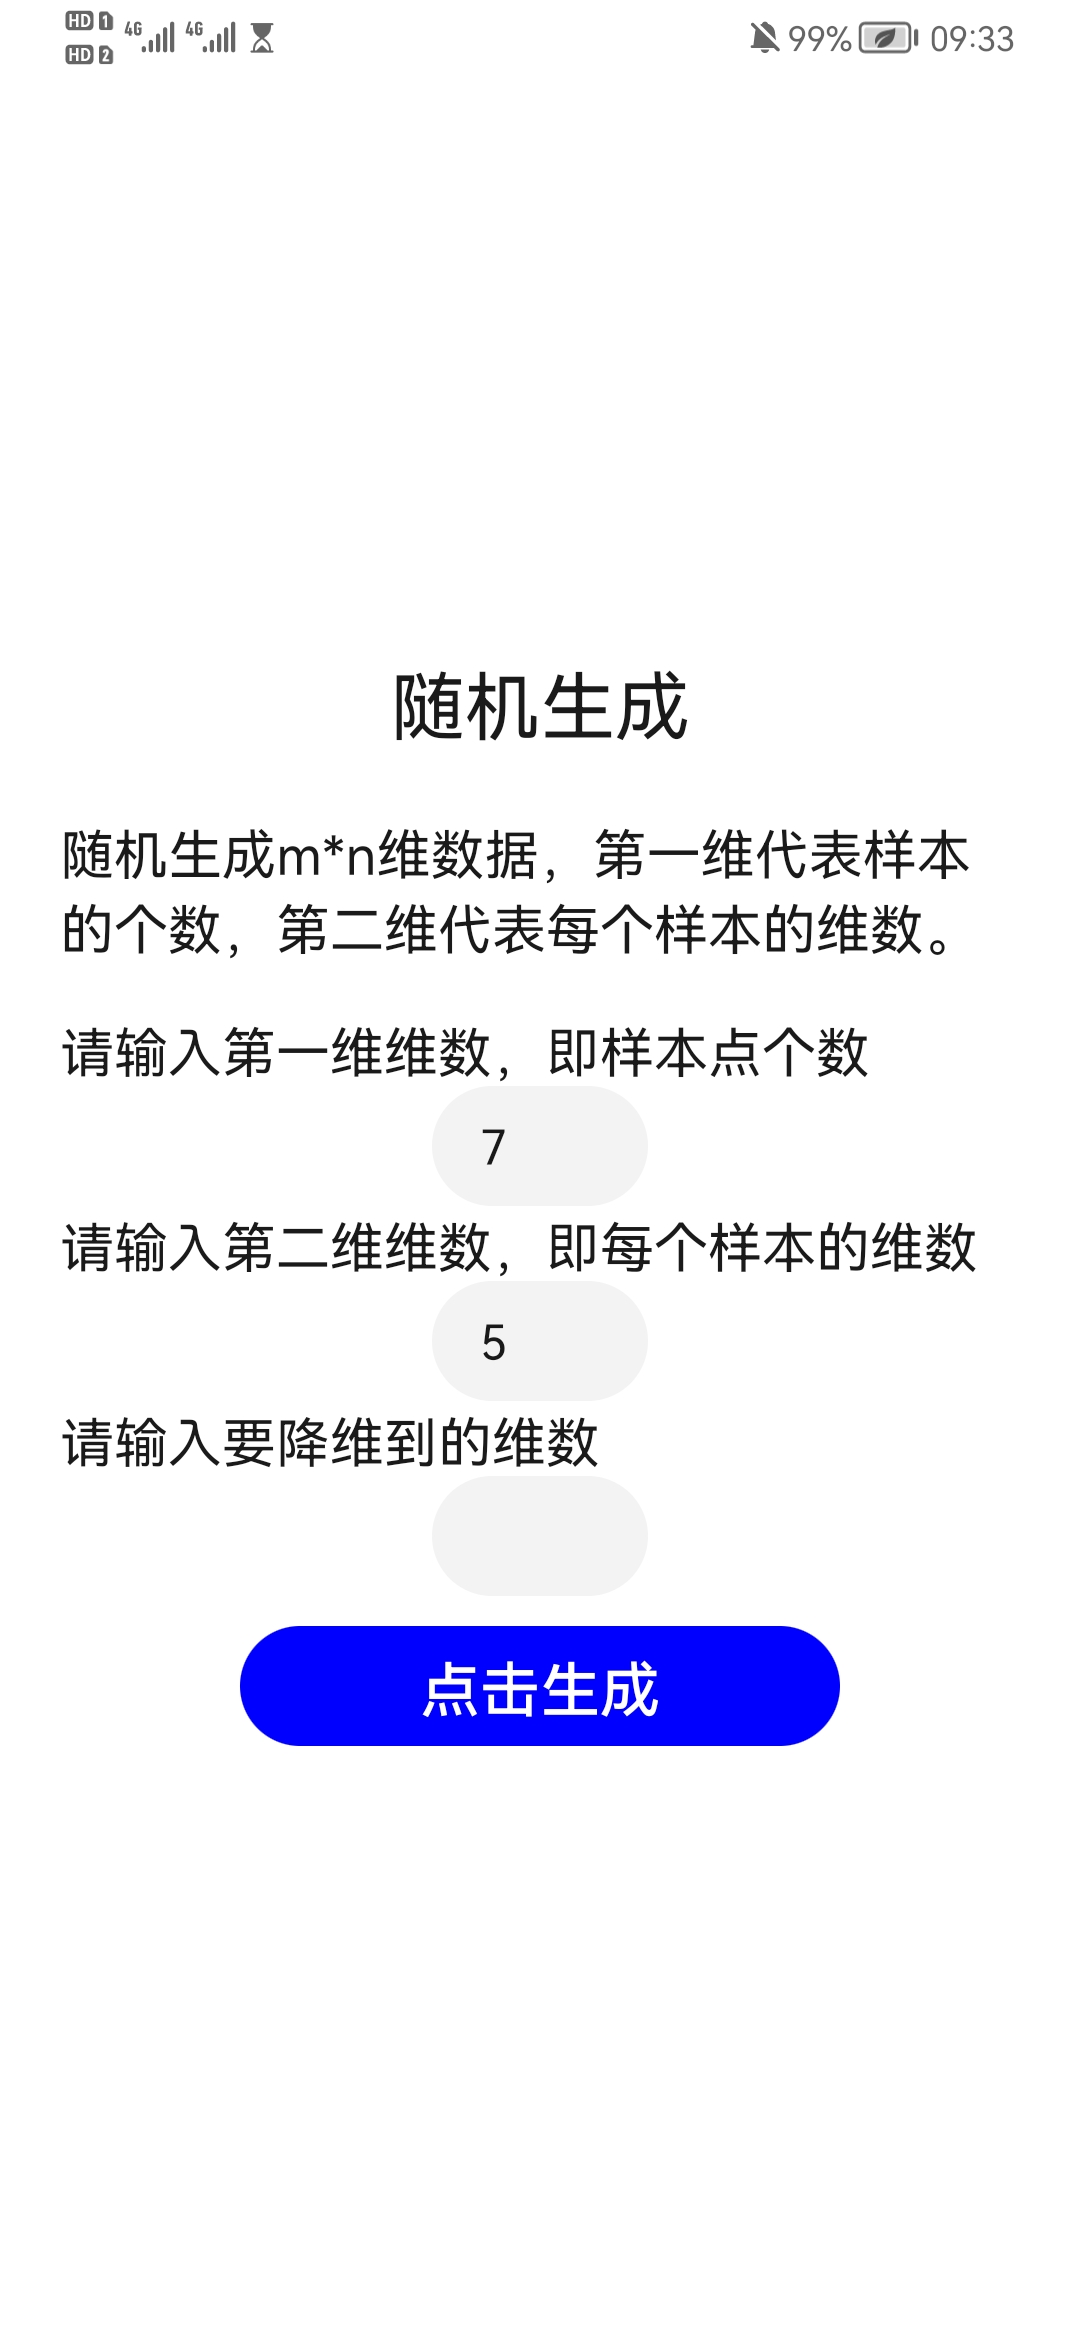 HD 1 4G 4G 99% 09:33
HD 2
随机生成
随机生成m*n维数据，第一维代表样本
的个数，第二维代表每个样本的维数。
请输入第一维维数，即样本点个数
7
请输入第二维维数，即每个样本的维数
5
请输入要降维到的维数
点击生成